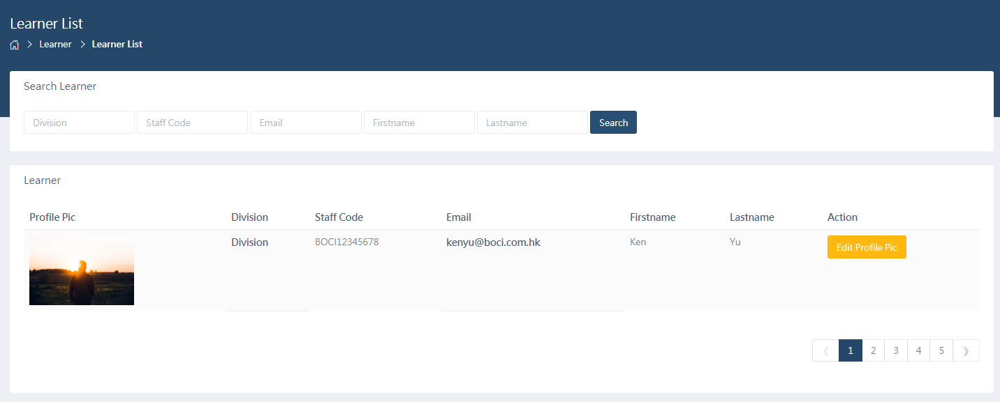 Learner List
Learner Learner List
Search Learner
Division Staff Code Email Firstname Lastname Search
Learner
Profile Pic Division Staff Code Email Firstname Lastname Action
Division BOCI12345678 kenyu@boci.com.hk Ken Yu Edit Profile Pic
《 1 2 3 4 5 》